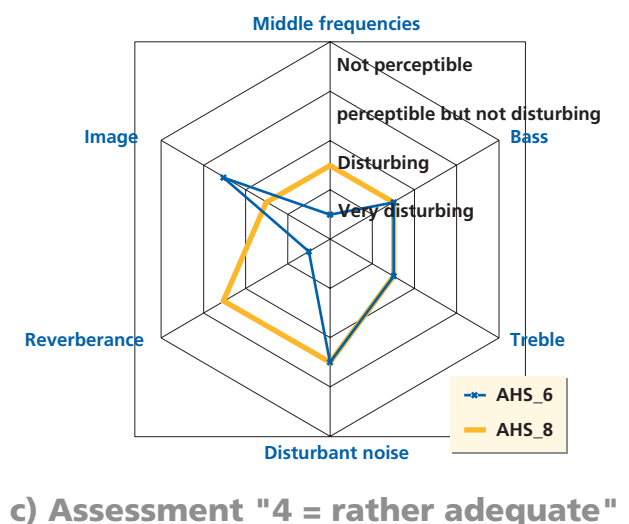 Middle frequencies
Not perceptible
perceptible but not disturbing
Image
Bass
Disturbing
Very disturbing
Reverberance
Treble
AHS_6
AHS_8
Disturbant noise
c) Assessment "4 = rather adequate"